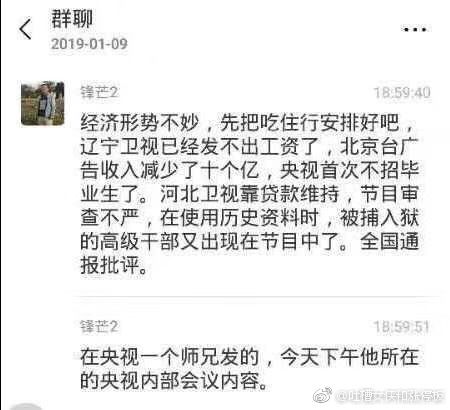 群聊
2019-01-09
锋芒2
18:59:40
经济形势不妙，先把吃住行安排好吧，
辽宁卫视已经发不出工资了，北京台广
告收入减少了十个亿，央视首次不招毕
业生了。河北卫视靠贷款维持，节目审
查不严，在使用历史资料时，被捕入狱
的高级干部又出现在节目中了。全国通
报批评。
锋芒2
18:59:51
在央视一个师兄发的，今天下午他所在
的央视内部会议内容。